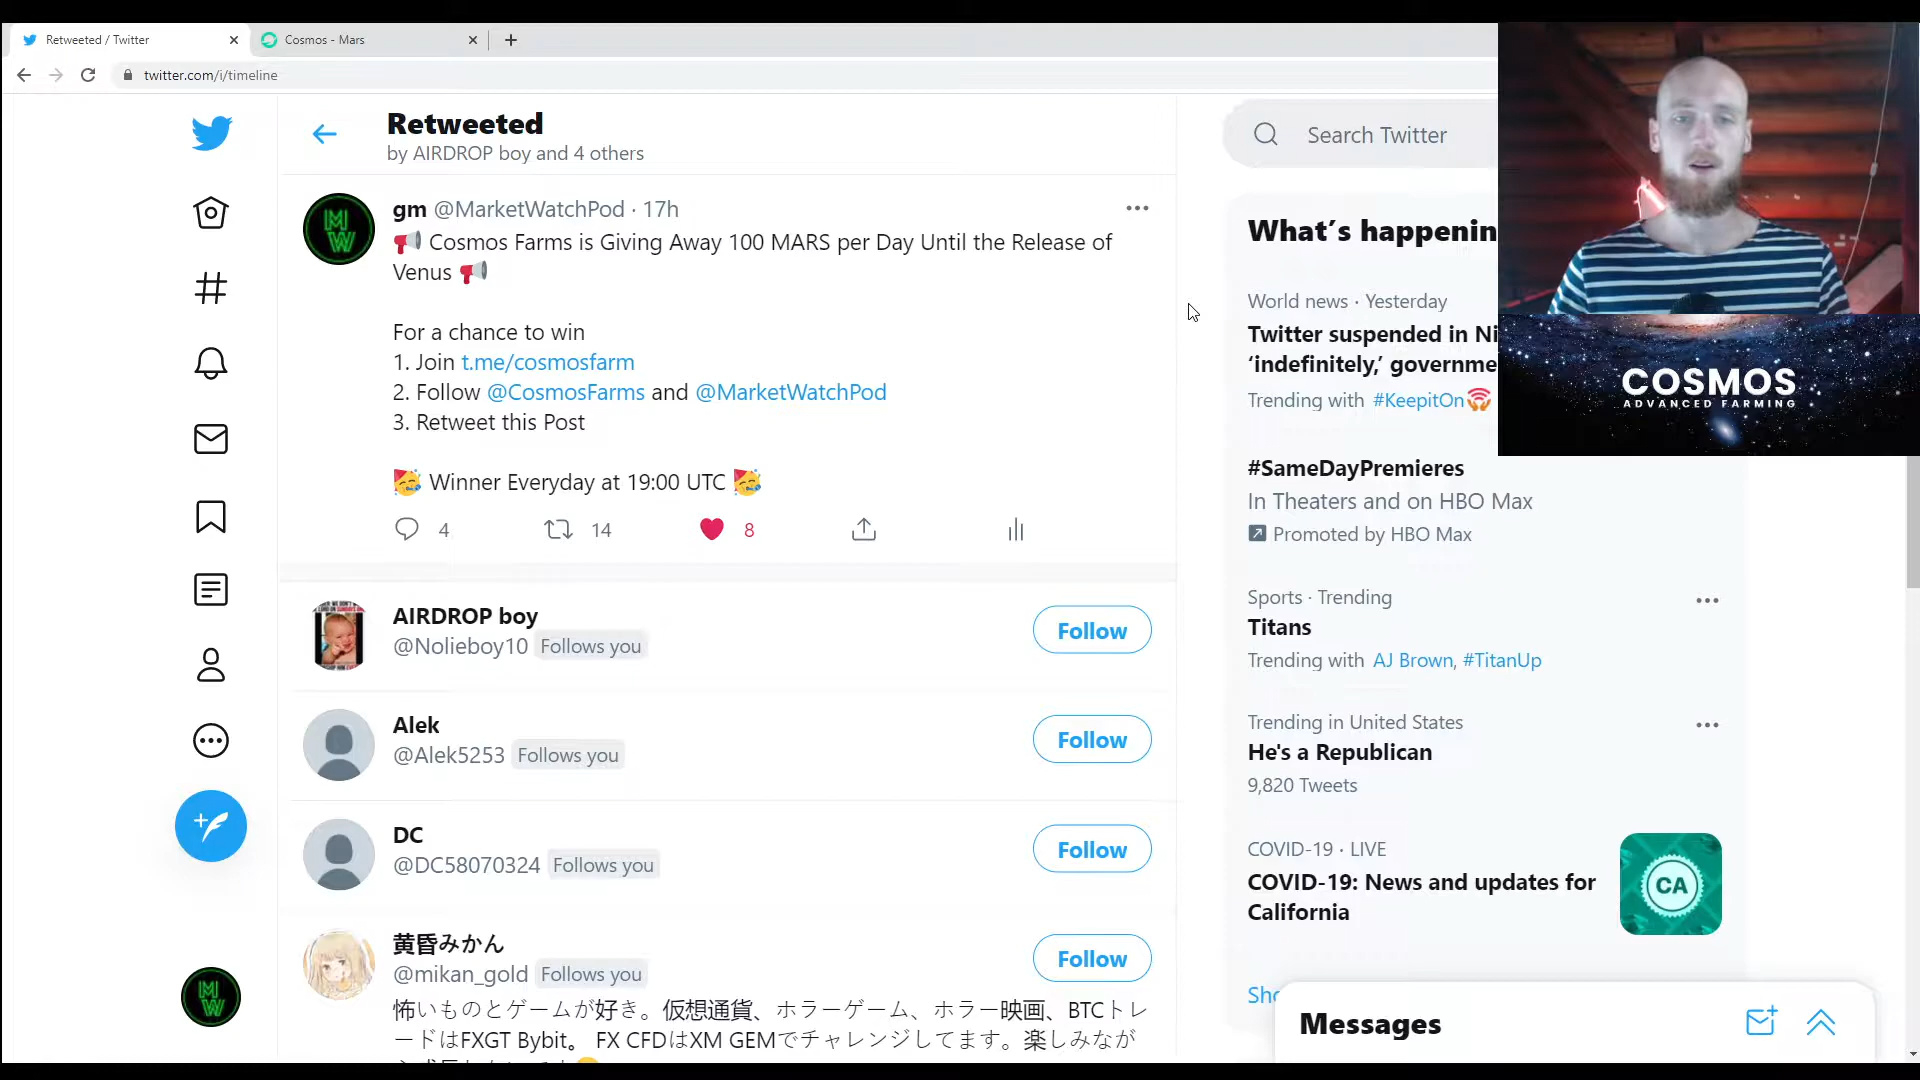 Retweeted / Twitter
Cosmos - Mars
twitter.com/i/timeline
Retweeted
by AIRDROP boy and 4 others
gm @MarketWatchPod · 17h
📢 Cosmos Farms is Giving Away 100 MARS per Day Until the Release of
Venus 📢
For a chance to win
1. Join t.me/cosmosfarm
2. Follow @CosmosFarms and @MarketWatchPod
3. Retweet this Post
🥳 Winner Everyday at 19:00 UTC 🥳
4 14 8
AIRDROP boy
@Nolieboy10 Follows you
Follow
Alek
@Alek5253 Follows you
Follow
DC
@DC58070324 Follows you
Follow
黄昏みかん
@mikan_gold Follows you
Follow
怖いものとゲームが好き。仮想通貨、ホラーゲーム、ホラー映画、BTCトレ
ードはFXGT Bybit。 FX CFDはXM GEMでチャレンジしてます。楽しみなが
Search Twitter
What's happenin
World news · Yesterday
Twitter suspended in Ni
'indefinitely,' governme
Trending with #KeepitOn
#SameDayPremieres
In Theaters and on HBO Max
Promoted by HBO Max
Sports · Trending
Titans
Trending with AJ Brown, #TitanUp
Trending in United States
He's a Republican
9,820 Tweets
COVID-19 · LIVE
COVID-19: News and updates for
California
CA
Sho
Messages
COSMOS
ADVANCED FARMING
MW
MW